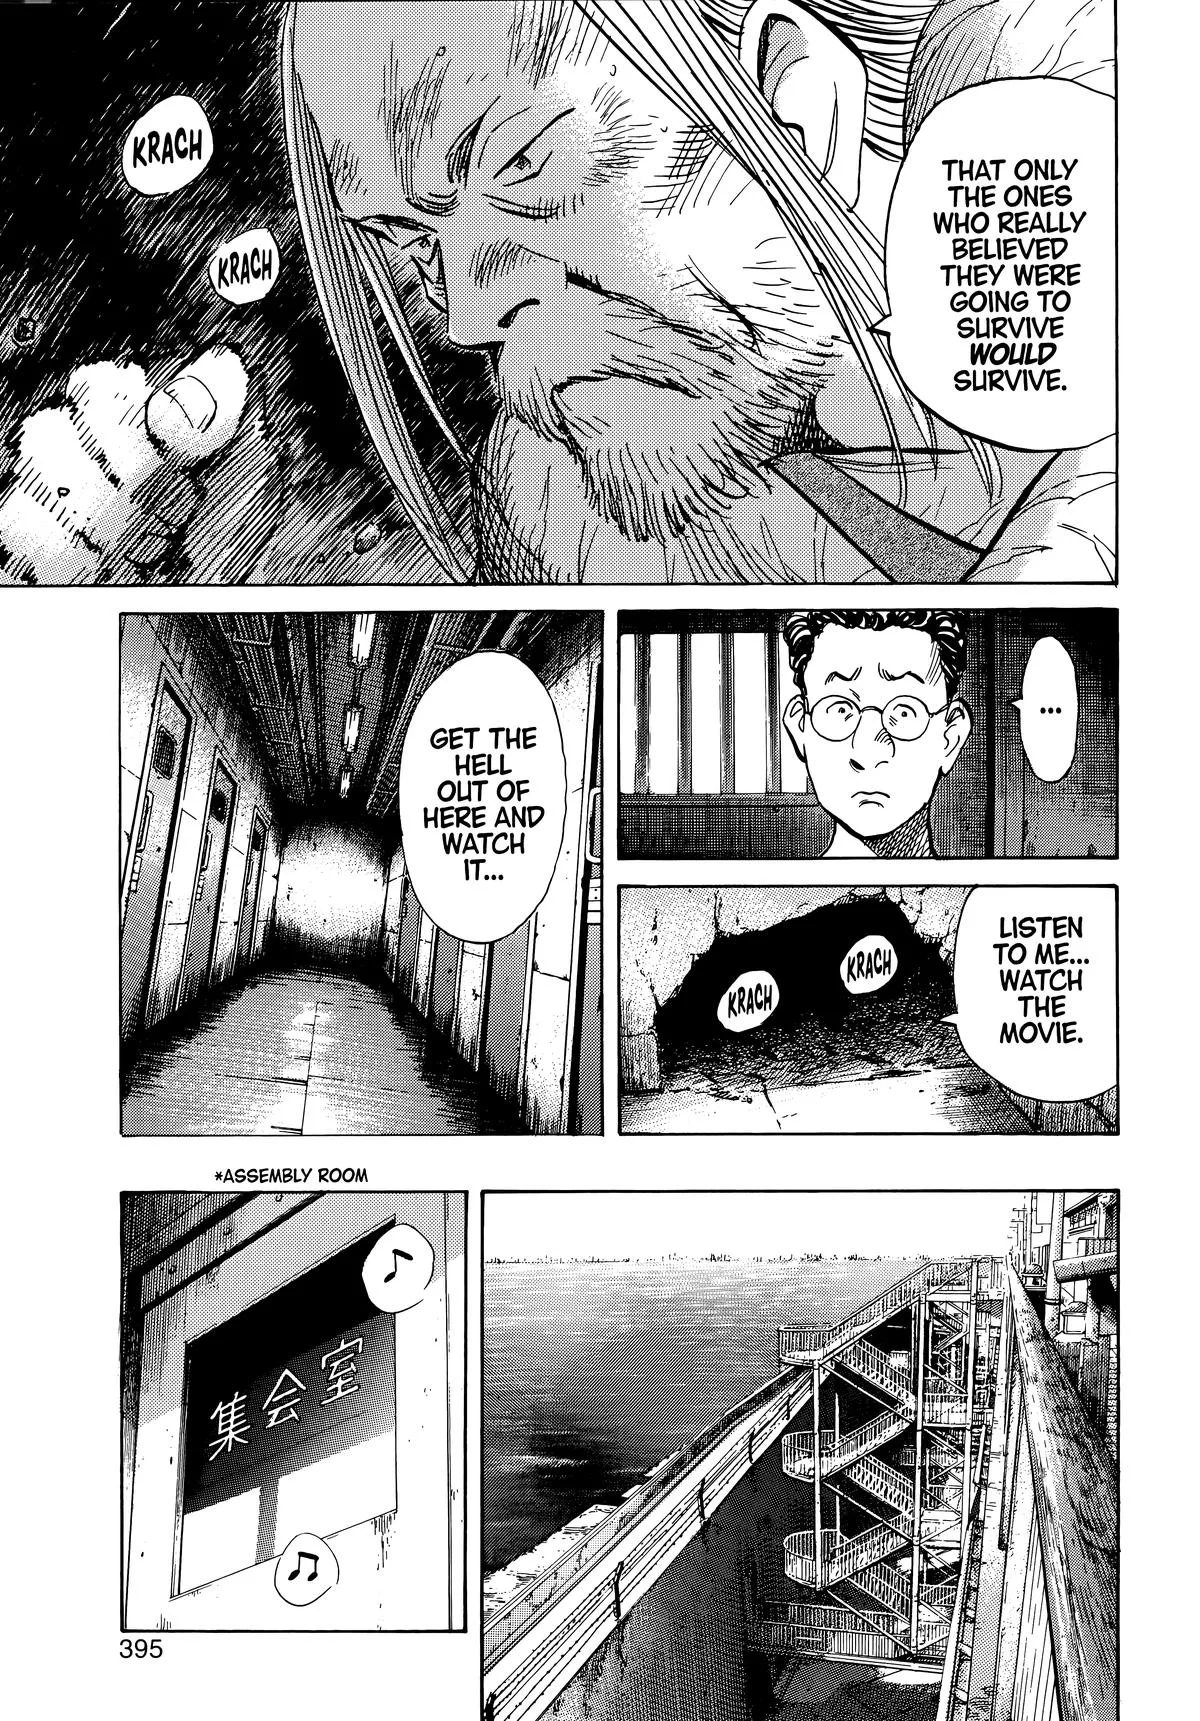 THAT ONLY
THE ONES
WHO REALLY
BELIEVED
THEY WERE
GOING TO
SURVIVE
WOULD
SURVIVE.
KRACH
KRACH
...
LISTEN
TO ME...
WATCH
THE
MOVIE.
KRACH
KRACH
GET THE
HELL
OUT OF
HERE AND
WATCH
IT...
*ASSEMBLY ROOM
集会室
395